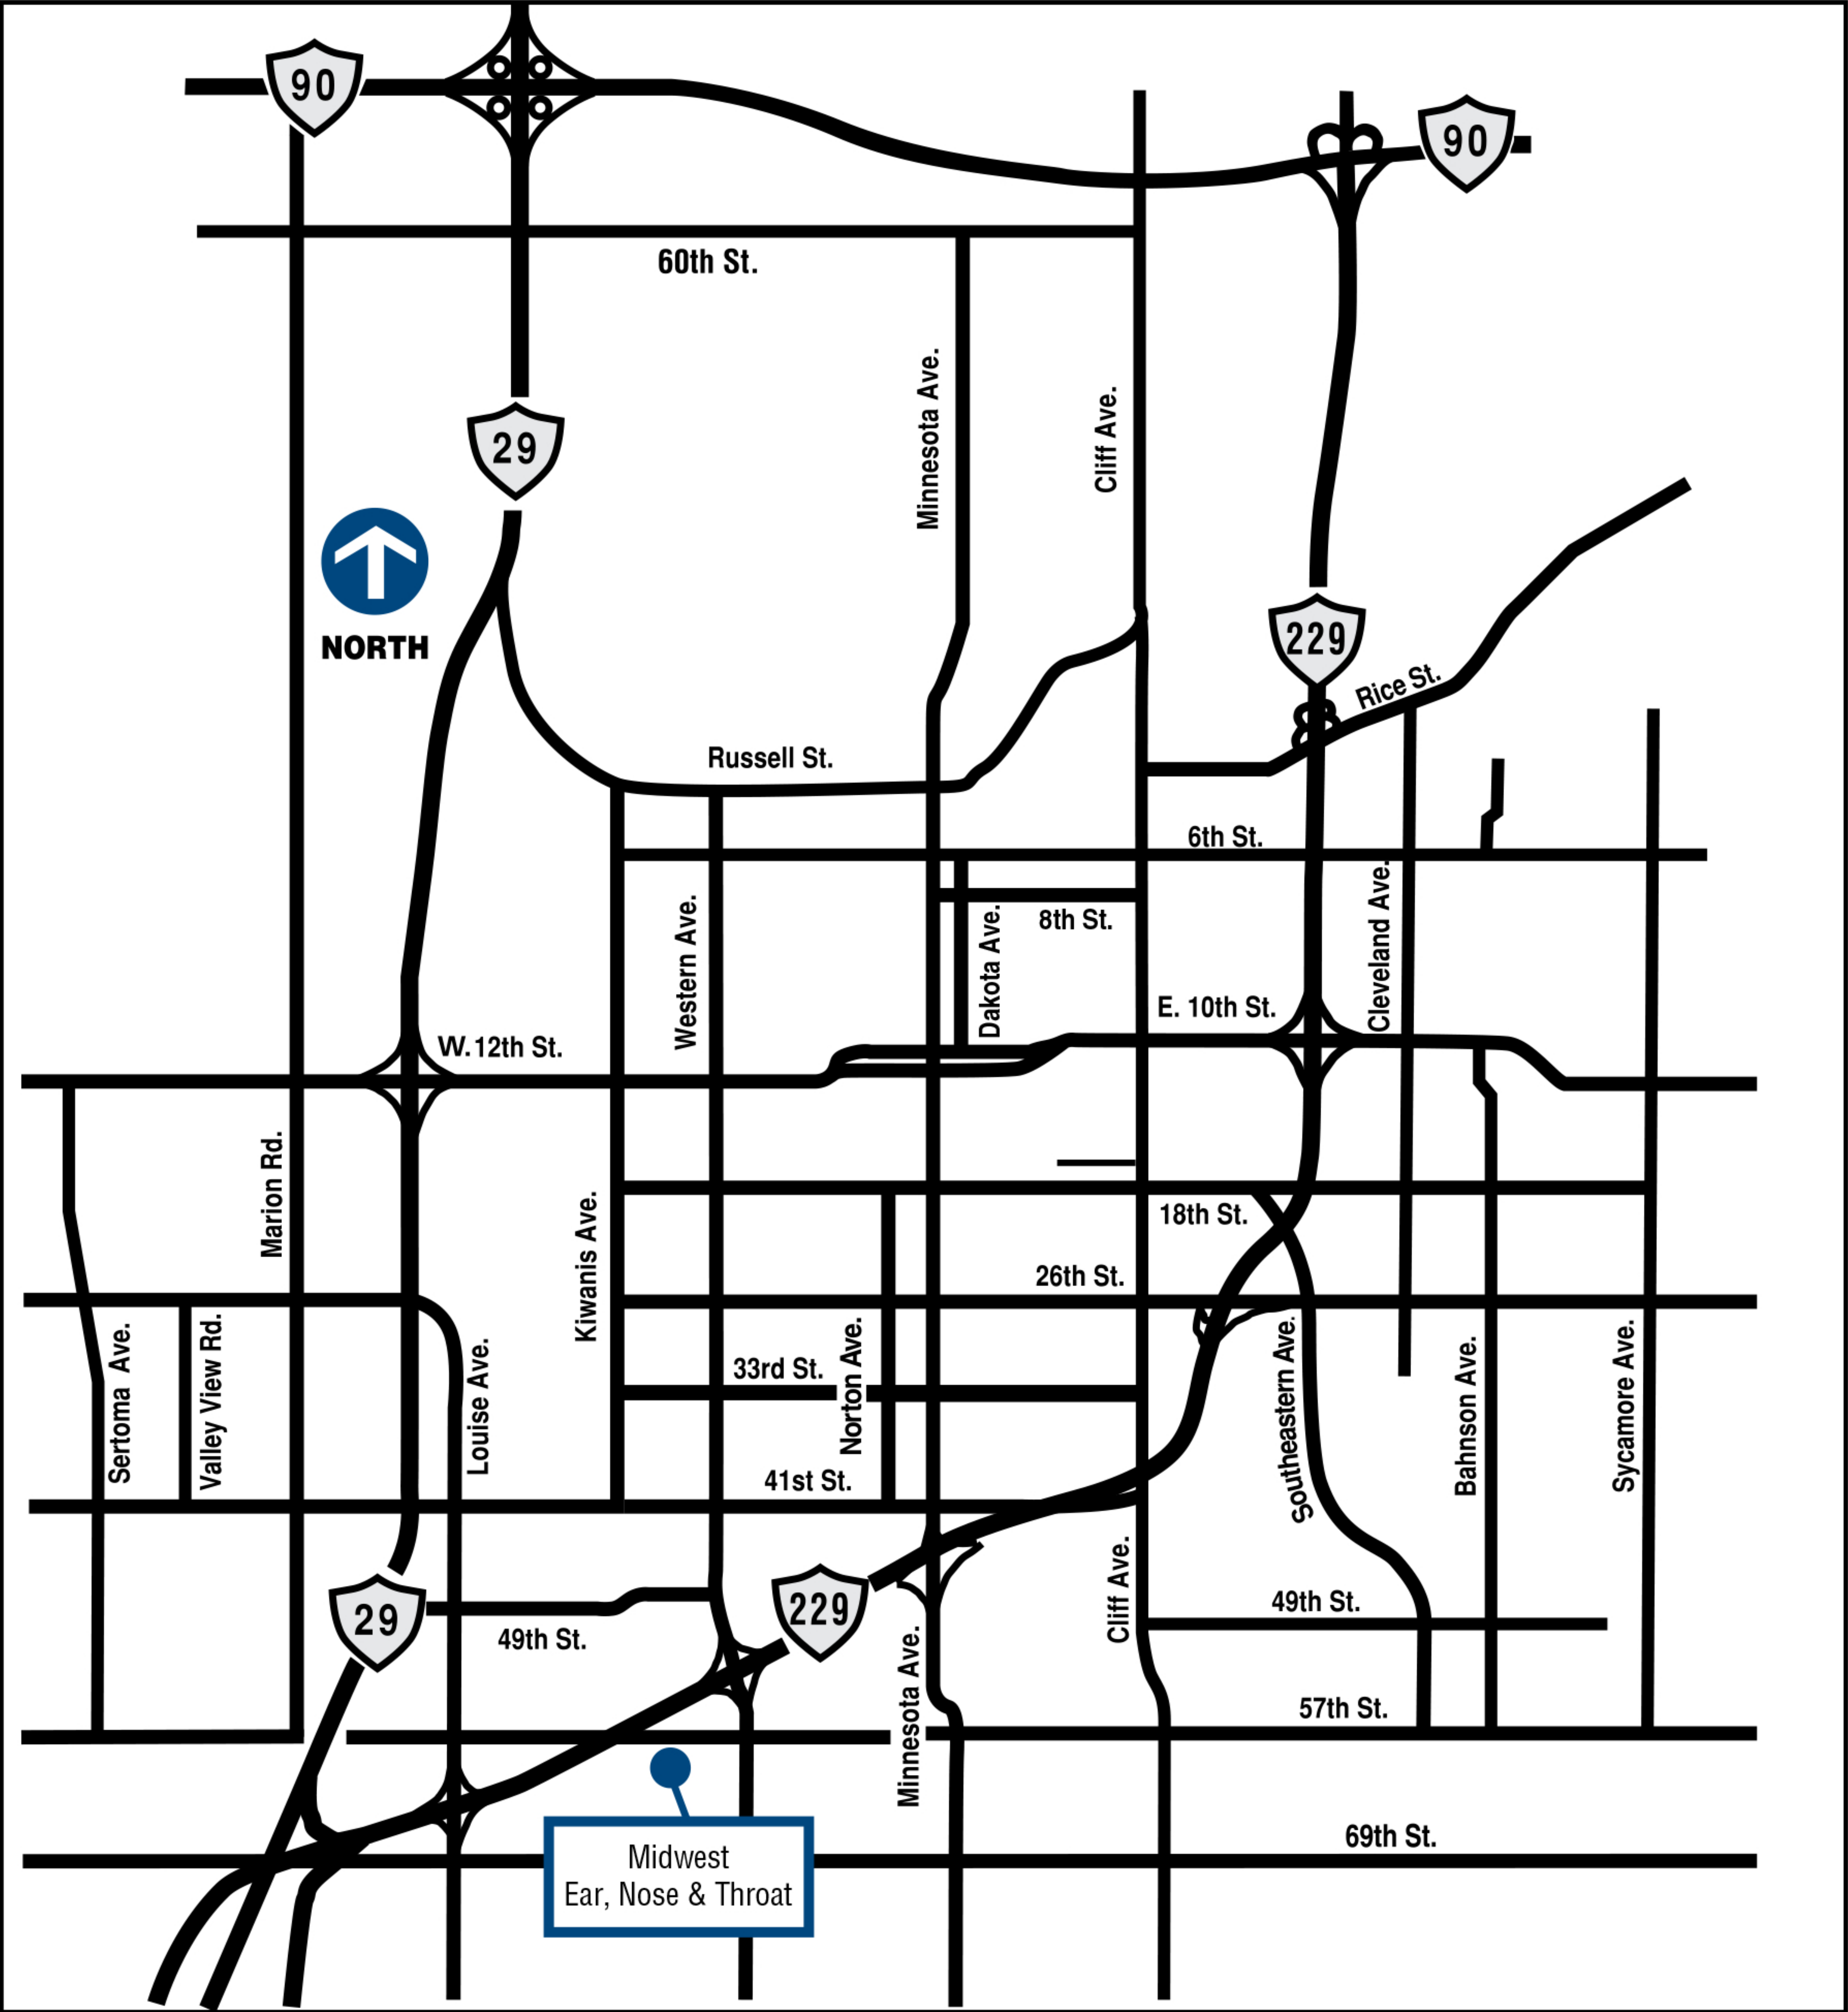 90
90
60th St.
Minnesota Ave.
Cliff Ave.
29
NORTH
229
Rice St.
Russell St.
6th St.
Western Ave.
8th St.
Dakota Ave.
Cleveland Ave.
E. 10th St.
W. 12th St.
Marion Rd.
Kiwanis Ave.
18th St.
26th St.
Sertoma Ave.
Valley View Rd.
Louise Ave.
33rd St.
Norton Ave.
Southeastern Ave.
Bahnson Ave.
Sycamore Ave.
41st St.
Cliff Ave.
29
229
49th St.
49th St.
Minnesota Ave.
57th St.
69th St.
Midwest
Ear, Nose & Throat